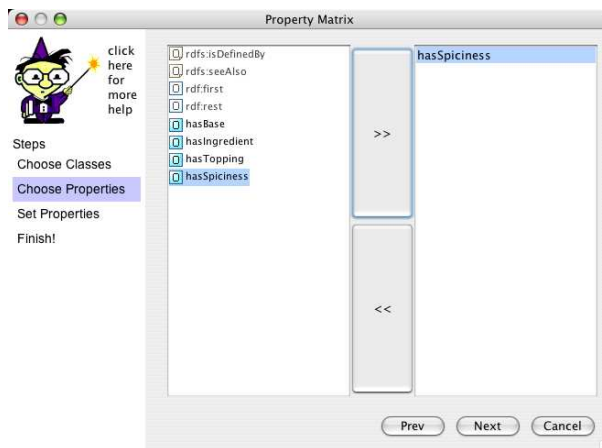 Property Matrix
click
here
for
more
help
Steps
Choose Classes
Choose Properties
Set Properties
Finish!
rdfs:isDefinedBy
rdfs:seeAlso
rdf:first
rdf:rest
hasBase
hasIngredient
hasTopping
hasSpiciness
>>
<<
hasSpiciness
Prev
Next
Cancel